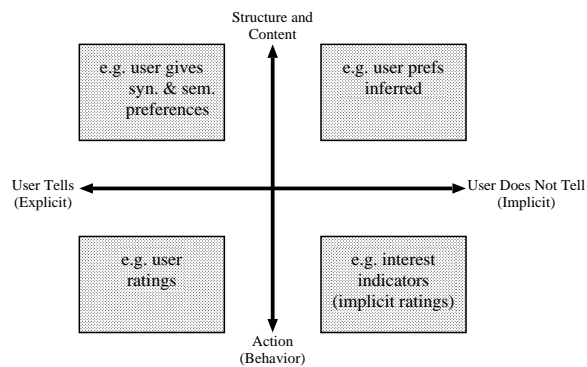 Structure and
Content
e.g. user gives
syn. & sem.
preferences
e.g. user prefs
inferred
User Tells
(Explicit)
User Does Not Tell
(Implicit)
e.g. user
ratings
e.g. interest
indicators
(implicit ratings)
Action
(Behavior)